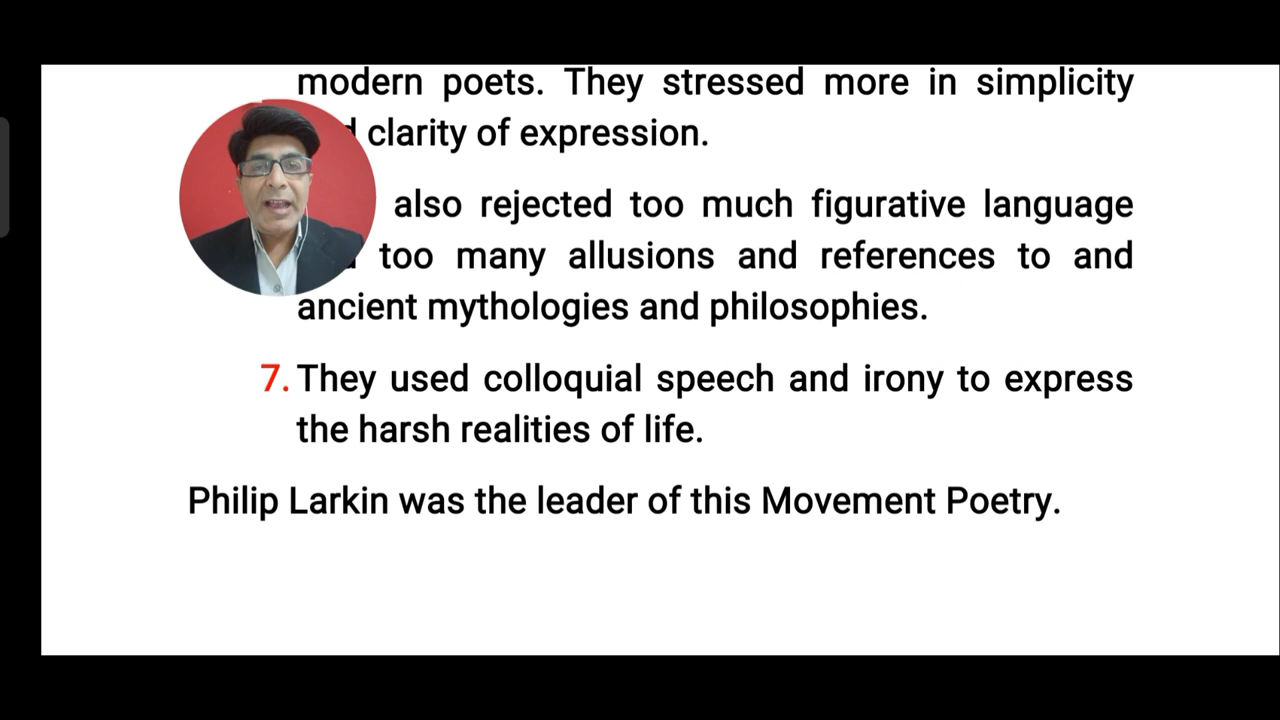 modern poets. They stressed more in simplicity
clarity of expression.
also rejected too much figurative language
too many allusions and references to and
ancient mythologies and philosophies.
7. They used colloquial speech and irony to express
the harsh realities of life.
Philip Larkin was the leader of this Movement Poetry.